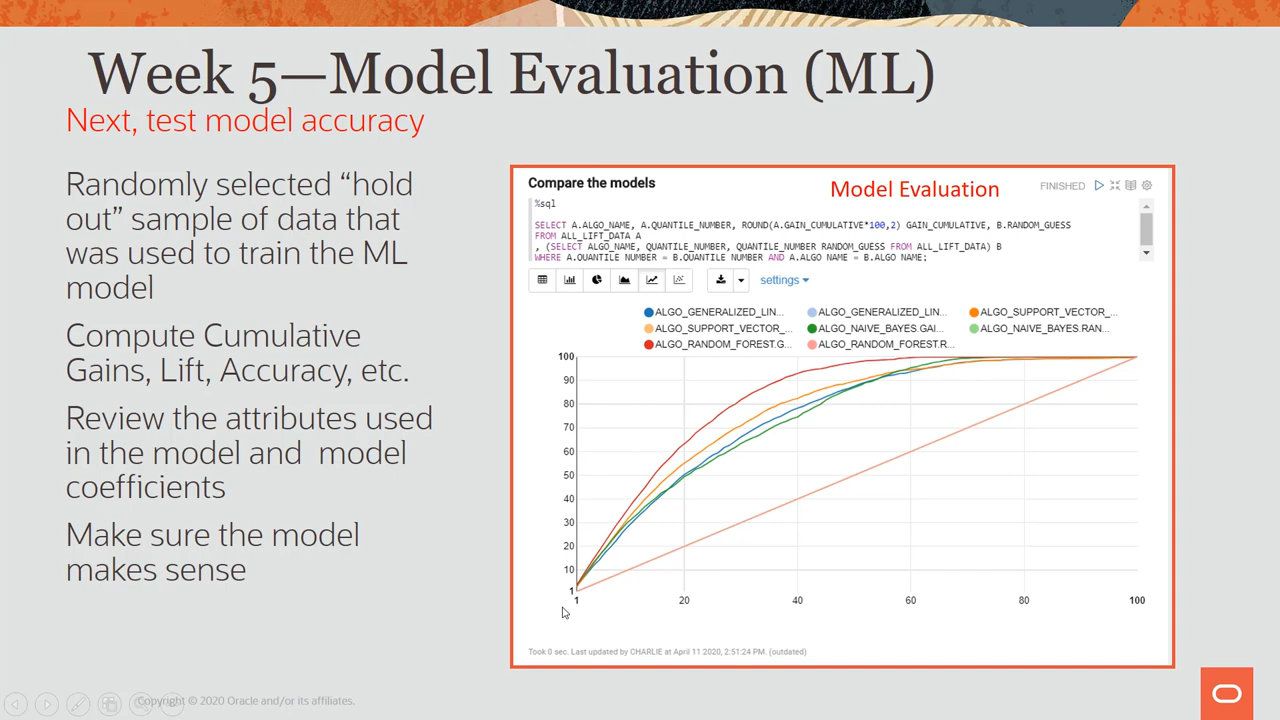 Week 5—Model Evaluation (ML)
Next, test model accuracy
Randomly selected “hold
out” sample of data that
was used to train the ML
model
Compute Cumulative
Gains, Lift, Accuracy, etc.
Review the attributes used
in the model and  model
coefficients
Make sure the model
makes sense
Compare the models
Model Evaluation
FINISHED
%sql
SELECT A.ALGO_NAME, A.QUANTILE_NUMBER, ROUND(A.GAIN_CUMULATIVE*100,2) GAIN_CUMULATIVE, B.RANDOM_GUESS
FROM ALL_LIFT_DATA A
, (SELECT ALGO_NAME, QUANTILE_NUMBER, QUANTILE_NUMBER RANDOM_GUESS FROM ALL_LIFT_DATA) B
WHERE A.QUANTILE_NUMBER = B.QUANTILE_NUMBER AND A.ALGO_NAME = B.ALGO_NAME;
settings
ALGO_GENERALIZED_LIN... ALGO_GENERALIZED_LIN... ALGO_SUPPORT_VECTOR_...
ALGO_SUPPORT_VECTOR_... ALGO_NAIVE_BAYES.GAI... ALGO_NAIVE_BAYES.RAN...
ALGO_RANDOM_FOREST.G... ALGO_RANDOM_FOREST.R...
100
90
80
70
60
50
40
30
20
10
1
1 20 40 60 80 100
Took 0 sec. Last updated by CHARLIE at April 11 2020, 2:51:24 PM. (outdated)
Copyright © 2020 Oracle and/or its affiliates.